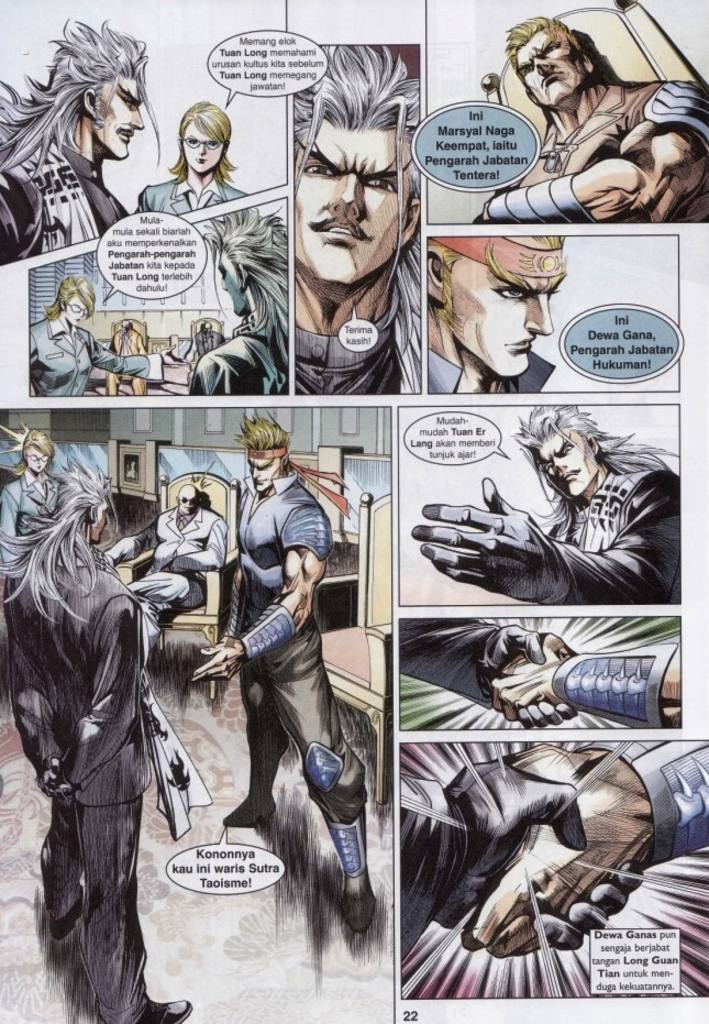 Memang elok
Tuan Long memahami
urusan kultus kita sebelum
Tuan Long memegang
jawatan!
Mula-
mula sekali biarlah
aku memperkenalkan
Pengarah-pengarah
Jabatan kita kepada
Tuan Long terlebih
dahulu!
Terima
kasih!
Ini
Marsyal Naga
Keempat, iaitu
Pengarah Jabatan
Tentera!
Ini
Dewa Gana,
Pengarah Jabatan
Hukuman!
Kononnya
kau ini waris Sutra
Taoisme!
Mudah-
mudah Tuan Er
Lang akan memberi
tunjuk ajar!
Dewa Ganas pun
sengaja berjabat
tangan Long Guan
Tian untuk men-
duga kekuatannya.
22